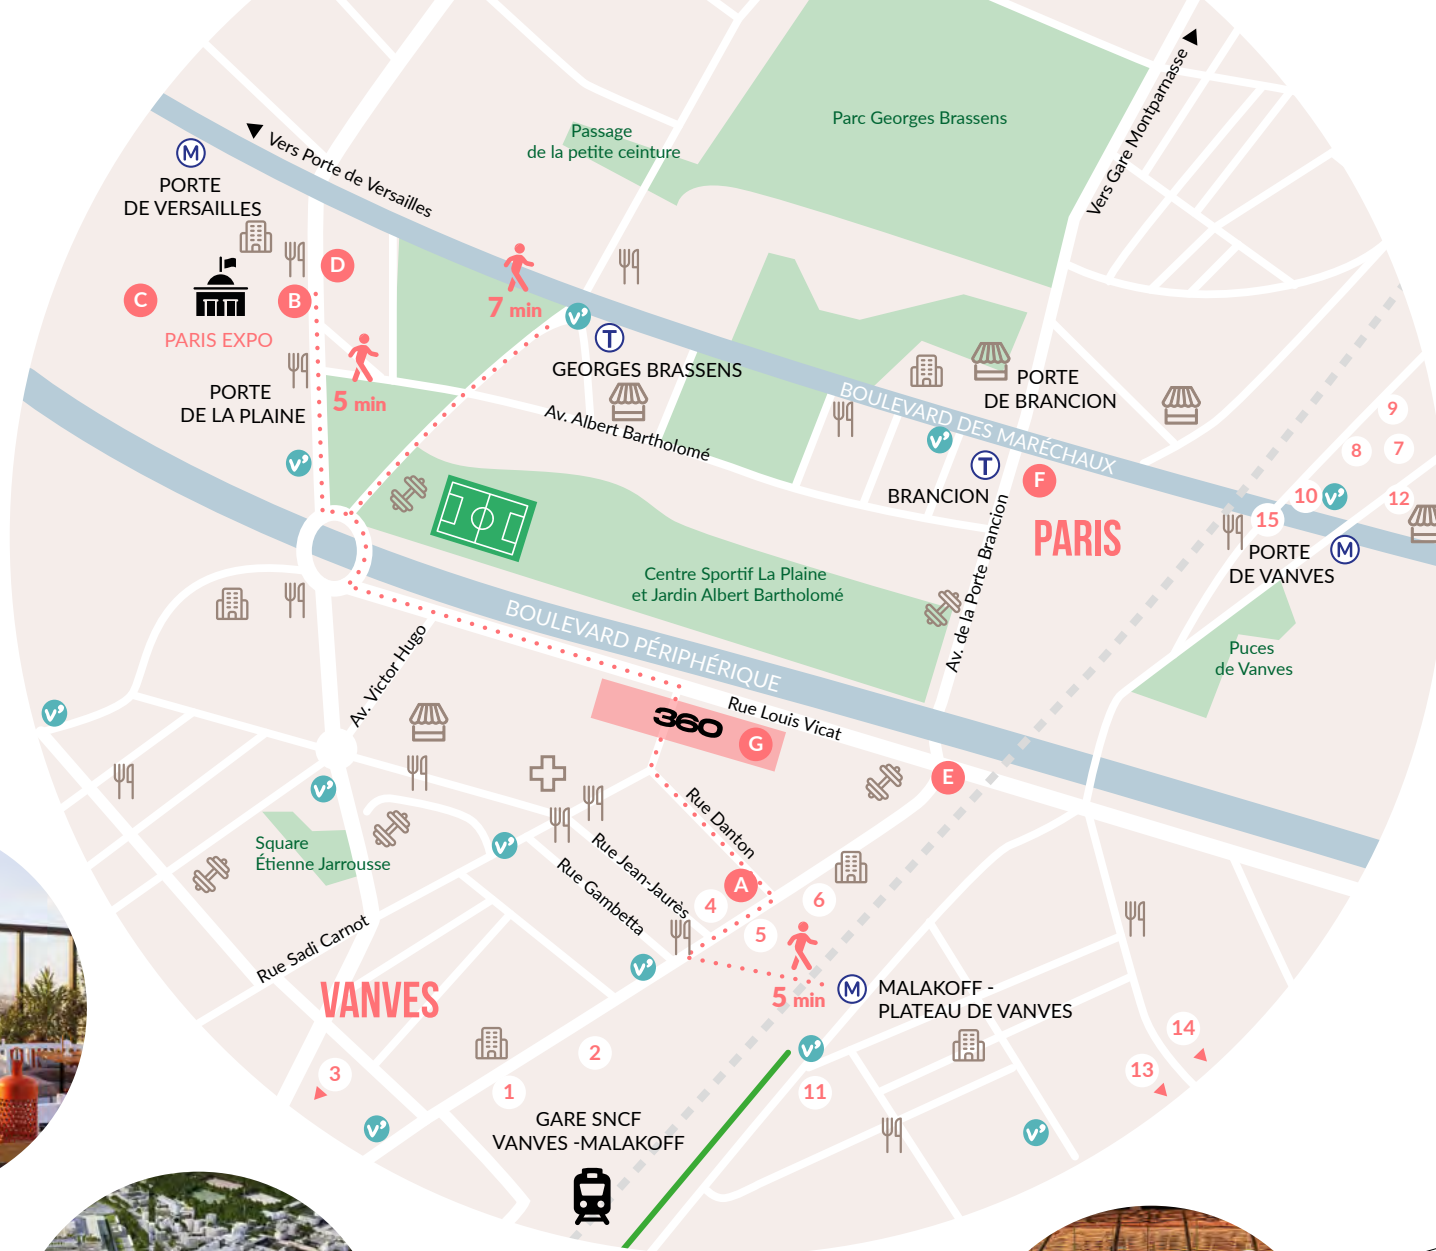 Parc Georges Brassens
Passage
de la petite ceinture
Vers Gare Montparnasse
Vers Porte de Versailles
M
PORTE
DE VERSAILLES
D
C
B
PARIS EXPO
7 min
V'
T
GEORGES BRASSENS
PORTE
DE LA PLAINE
5 min
V'
Av. Albert Bartholomé
PORTE
DE BRANCION
BOULEVARD DES MARÉCHAUX
V'
T
BRANCION
F
PARIS
9
8
7
10
V'
12
15
PORTE
DE VANVES
M
Centre Sportif La Plaine
et Jardin Albert Bartholomé
Av. de la Porte Brancion
Puces
de Vanves
BOULEVARD PÉRIPHÉRIQUE
Av. Victor Hugo
V'
360
G
Rue Louis Vicat
E
V'
Rue Danton
Square
Étienne Jarrousse
V'
Rue Jean-Jaurès
Rue Gambetta
A
4
6
5
Rue Sadi Carnot
V'
5 min
M
MALAKOFF -
PLATEAU DE VANVES
VANVES
V'
14
13
3
2
1
11
V'
V'
GARE SNCF
VANVES -MALAKOFF